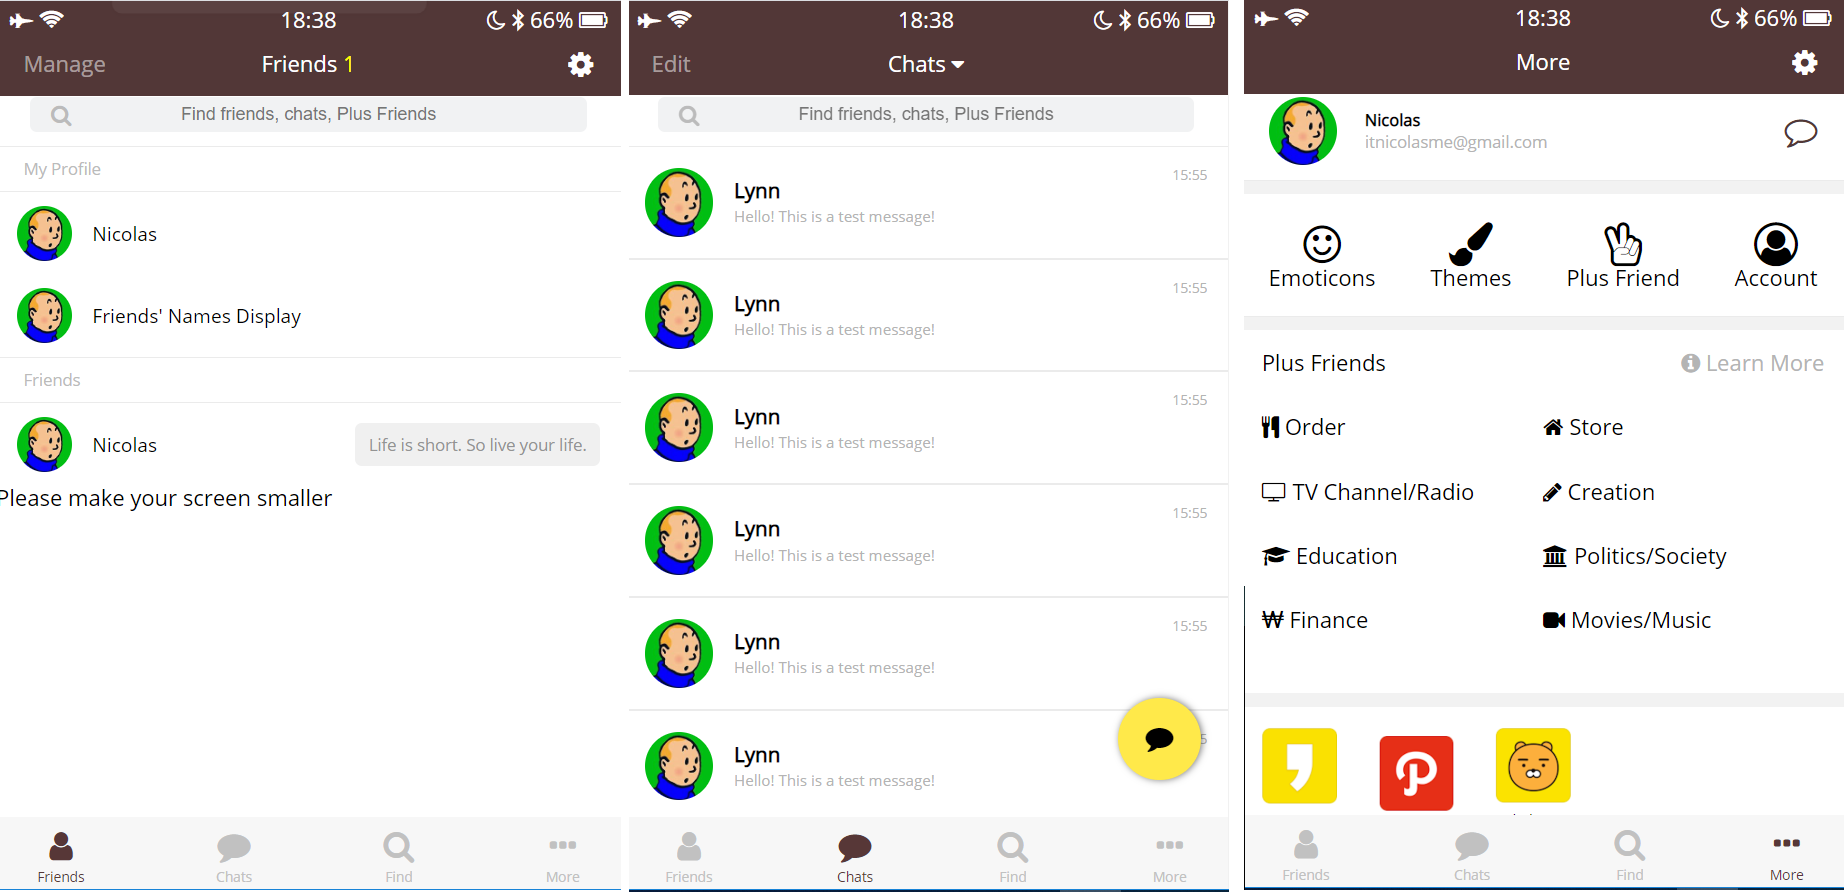 18:38
66%
Manage
Friends 1
Find friends, chats, Plus Friends
My Profile
Nicolas
Friends' Names Display
Friends
Nicolas
Life is short. So live your life.
Please make your screen smaller
Friends
Chats
Find
More
18:38
66%
Edit
Chats
Find friends, chats, Plus Friends
Lynn
15:55
Hello! This is a test message!
Lynn
15:55
Hello! This is a test message!
Lynn
15:55
Hello! This is a test message!
Lynn
15:55
Hello! This is a test message!
Lynn
15:55
Hello! This is a test message!
Lynn
5
Hello! This is a test message!
Friends
Chats
Find
More
18:38
66%
More
Nicolas
itnicolasme@gmail.com
Emoticons
Themes
Plus Friend
Account
Plus Friends
Learn More
Order
Store
TV Channel/Radio
Creation
Education
Politics/Society
₩ Finance
Movies/Music
Friends
Chats
Find
More